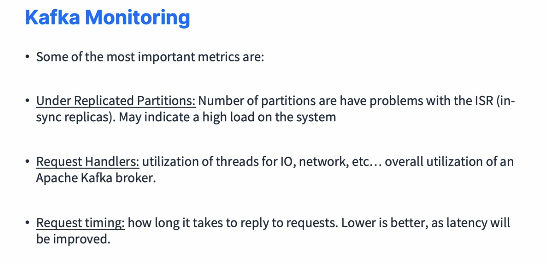 Kafka Monitoring
• Some of the most important metrics are:
• Under Replicated Partitions: Number of partitions are have problems with the ISR (in-
sync replicas). May indicate a high load on the system
• Request Handlers: utilization of threads for IO, network, etc… overall utilization of an
Apache Kafka broker.
• Request timing: how long it takes to reply to requests. Lower is better, as latency will
be improved.